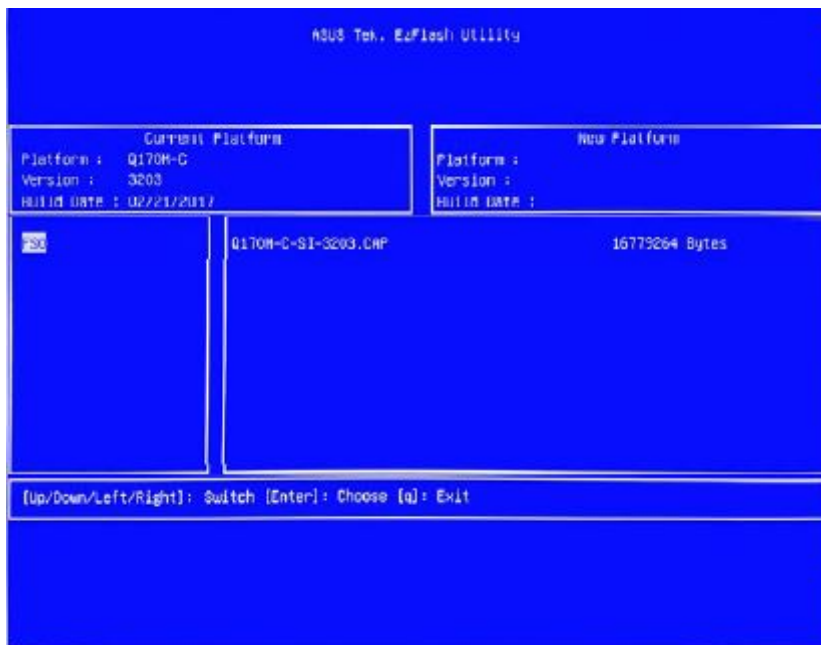 ASUS Tek. EzFlash Utility
Current Platform
Platform : Q170M-C
Version : 3203
Build Date : 02/21/2017
New Platform
Platform :
Version :
Build Date :
FS0
Q170M-C-SI-3203.CAP 16779264 Bytes
[Up/Down/Left/Right]: Switch [Enter]: Choose [q]: Exit